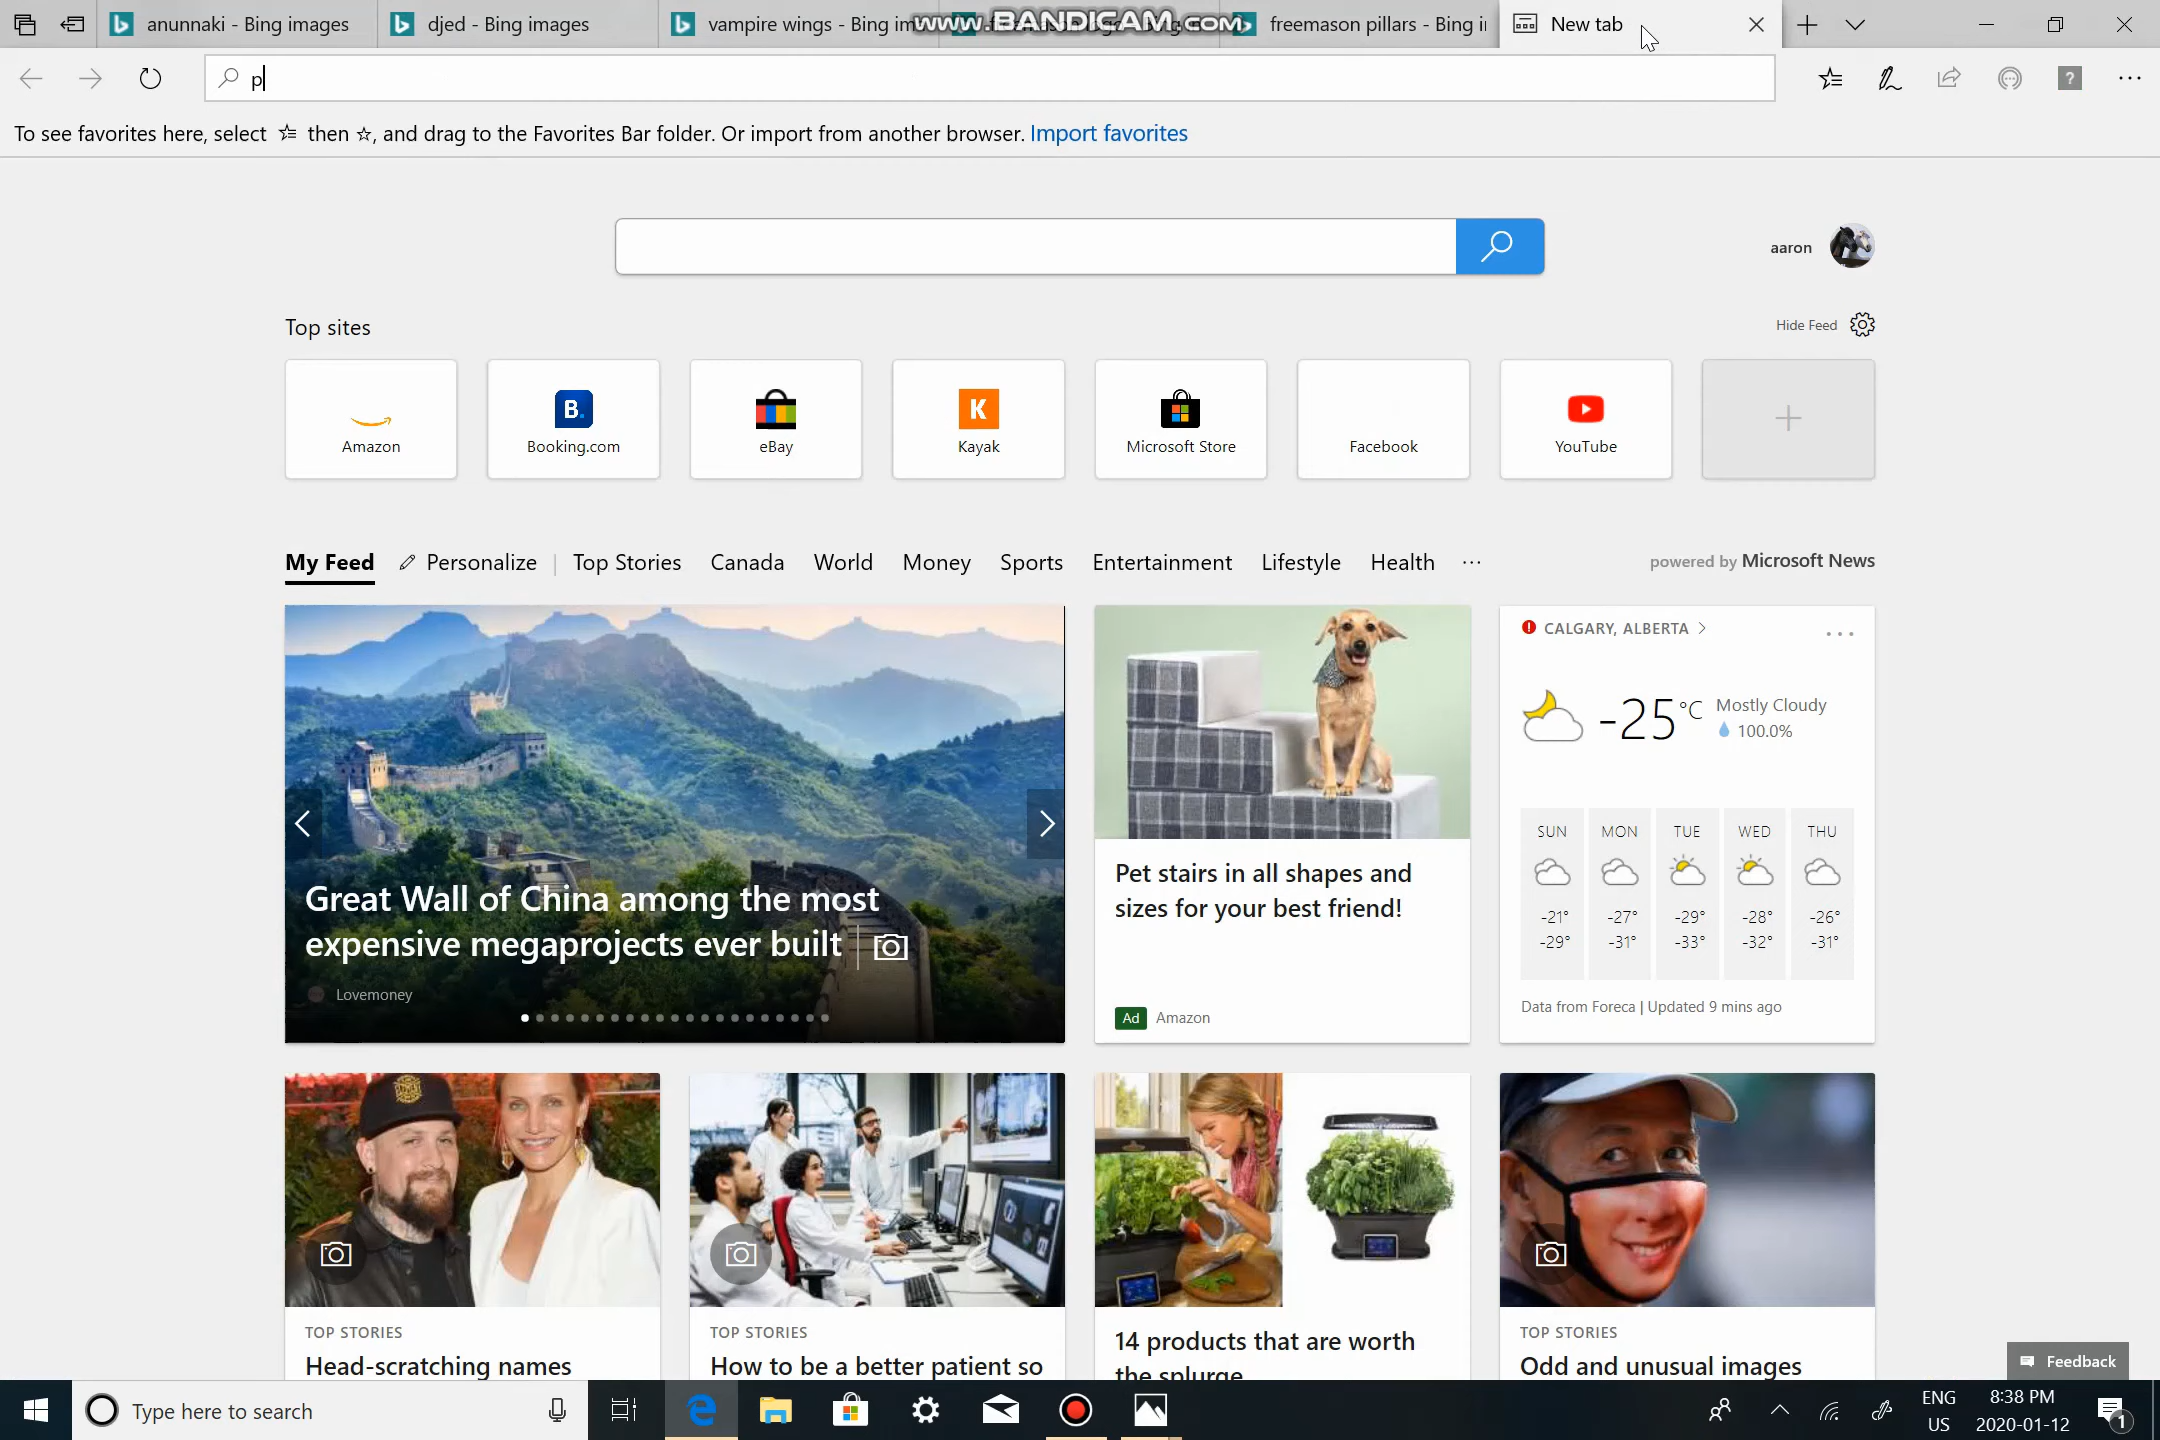 anunnaki - Bing images
djed - Bing images
vampire wings - Bing im
www.BANDICAM.com
freemason pillars - Bing i
New tab
p
To see favorites here, select then ☆, and drag to the Favorites Bar folder. Or import from another browser. Import favorites
aaron
Top sites
Hide Feed
Amazon
B. Booking.com
eBay
K Kayak
Microsoft Store
Facebook
YouTube
My Feed Personalize | Top Stories Canada World Money Sports Entertainment Lifestyle Health ...
powered by Microsoft News
Great Wall of China among the most
expensive megaprojects ever built
Lovemoney
Pet stairs in all shapes and
sizes for your best friend!
Ad Amazon
CALGARY, ALBERTA >
-25°C
Mostly Cloudy
100.0%
SUN MON TUE WED THU
-21° -27° -29° -28° -26°
-29° -31° -33° -32° -31°
Data from Foreca | Updated 9 mins ago
TOP STORIES
Head-scratching names
TOP STORIES
How to be a better patient so
14 products that are worth
the splurge
TOP STORIES
Odd and unusual images
Feedback
Type here to search
ENG
US
8:38 PM
2020-01-12
1